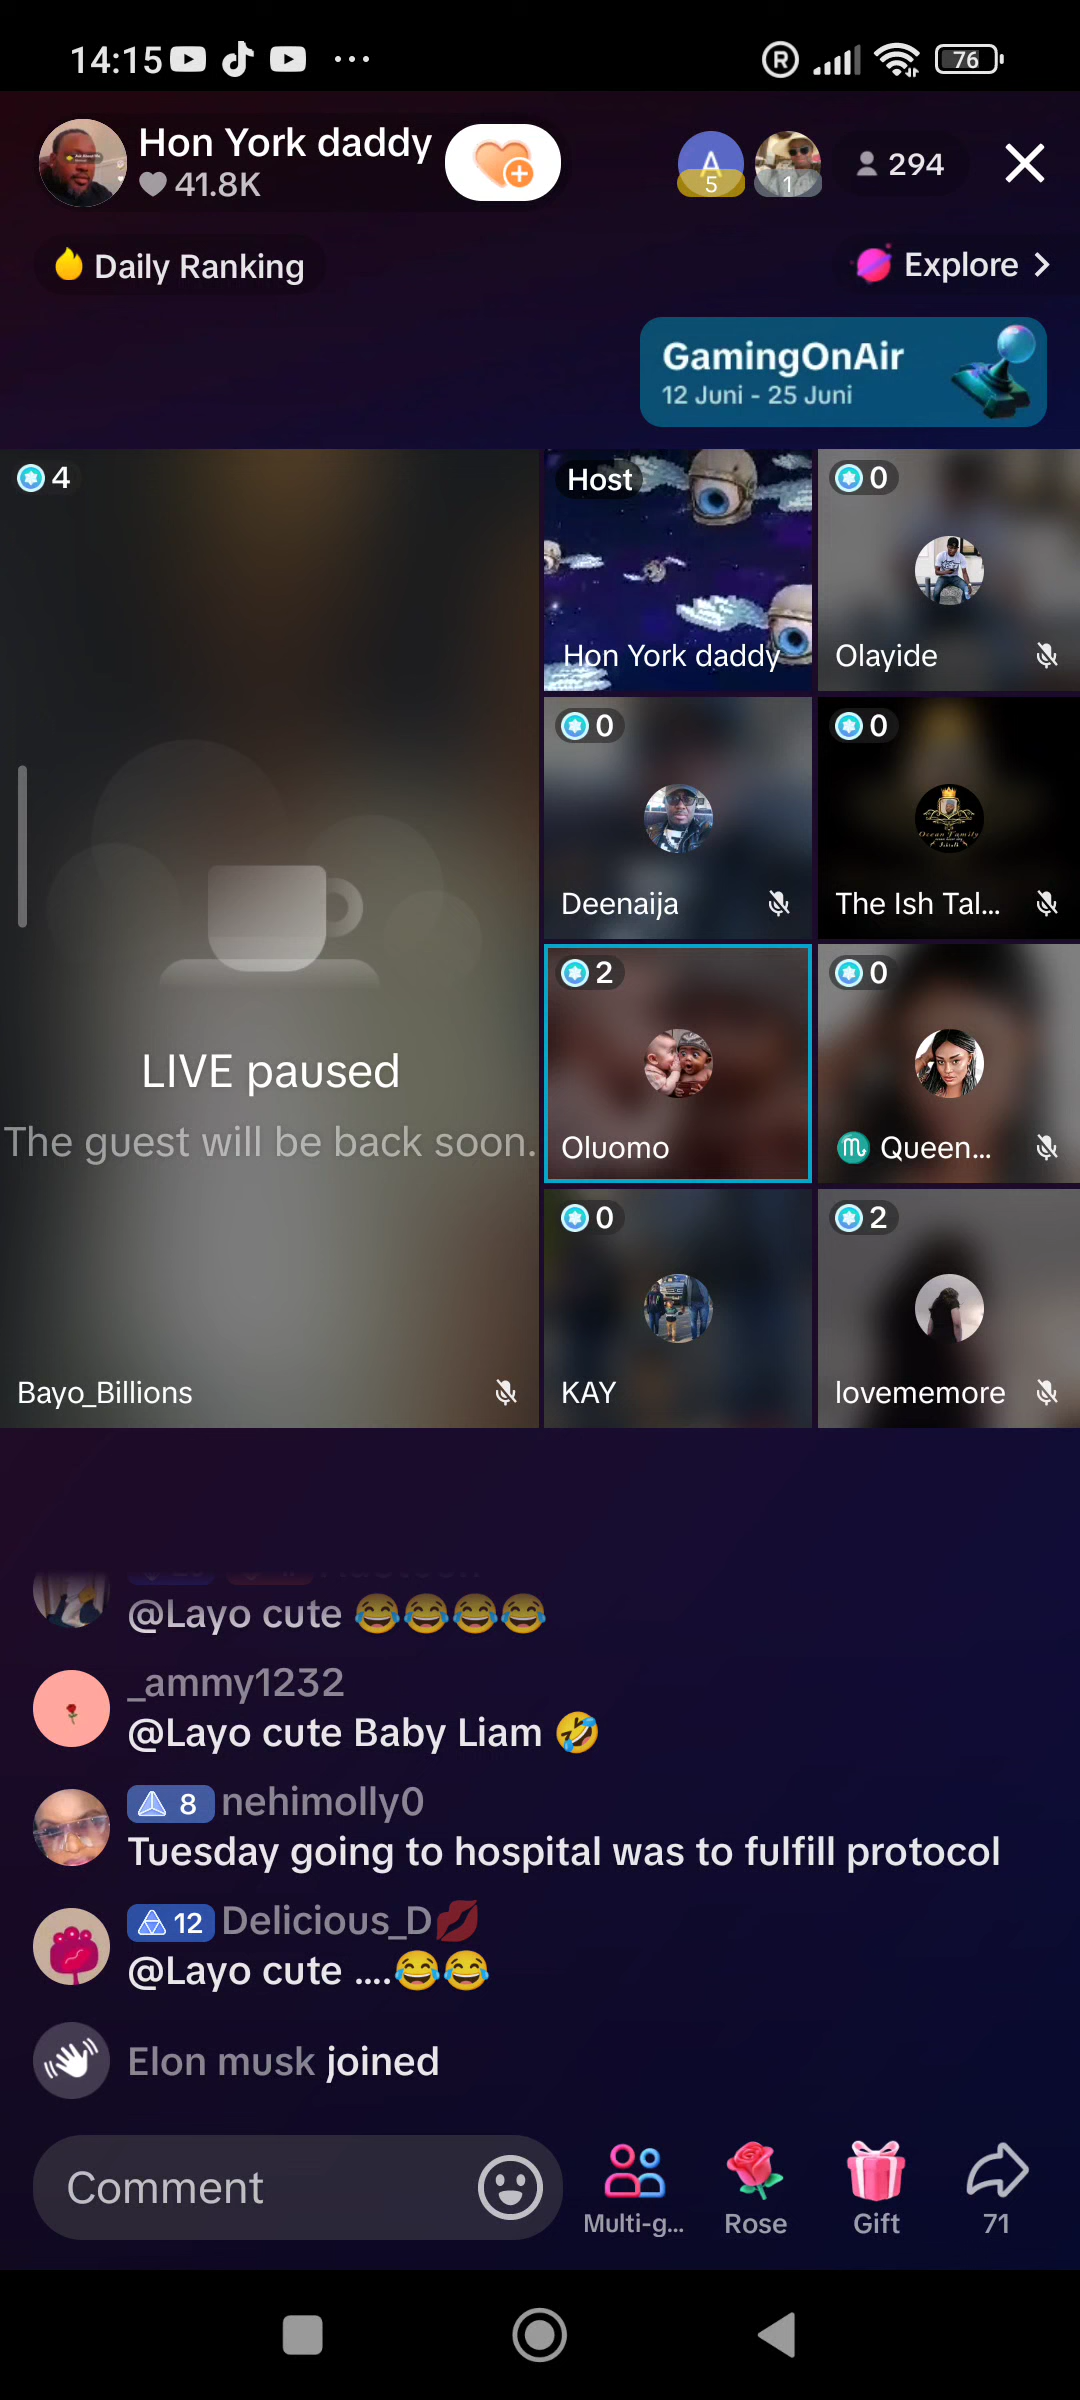 14:15
R
76
Hon York daddy
41.8K
A
5
1
294
Daily Ranking
Explore
GamingOnAir
12 Juni - 25 Juni
4
Host
Hon York daddy
0
Olayide
0
Deenaija
0
Ocean Family
The Ish Tal...
2
Oluomo
0
Queen...
0
KAY
2
lovememore
LIVE paused
The guest will be back soon.
Bayo_Billions
@Layo cute 😂😂😂😂
_ammy1232
@Layo cute Baby Liam 🤣
8 nehimolly0
Tuesday going to hospital was to fulfill protocol
12 Delicious_D💋
@Layo cute ....😂😂
Elon musk joined
Comment
Multi-g...
Rose
Gift
71